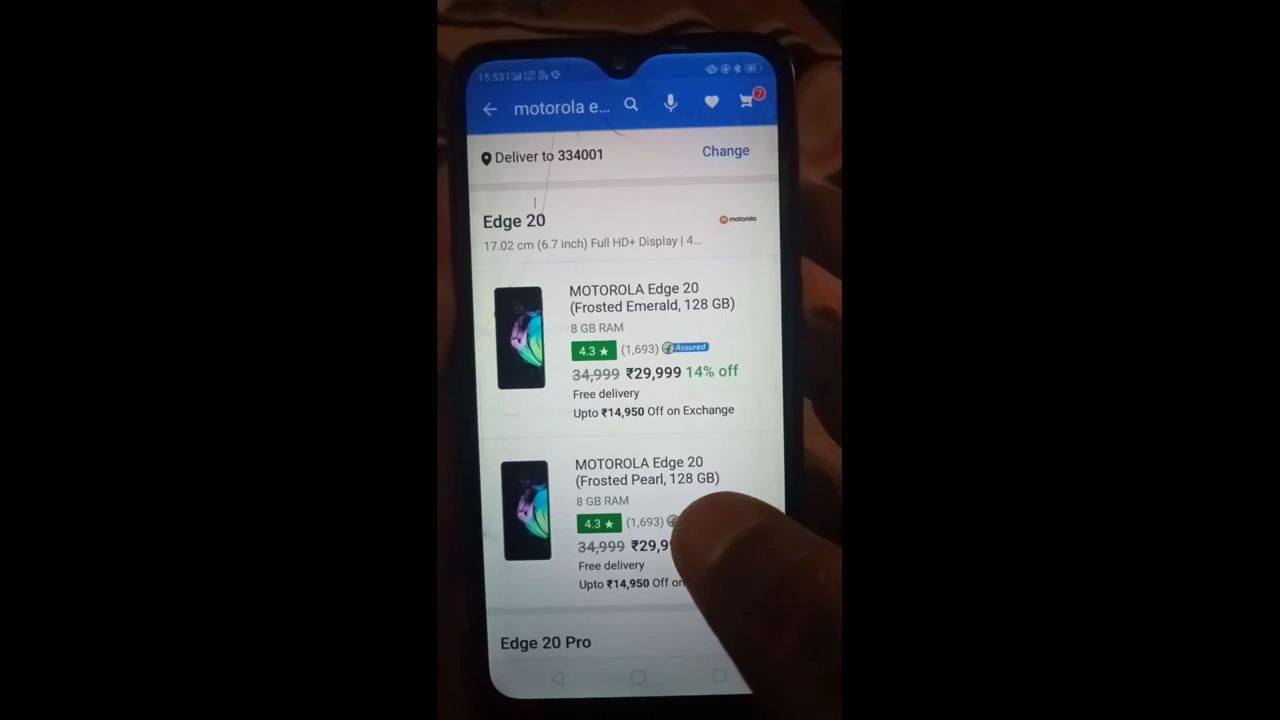 15:53
motorola e...
7
Deliver to 334001
Change
Edge 20
motorola
17.02 cm (6.7 inch) Full HD+ Display | 4...
MOTOROLA Edge 20
(Frosted Emerald, 128 GB)
8 GB RAM
4.3 ★ (1,693) Assured
34,999 ₹29,999 14% off
Free delivery
Upto ₹14,950 Off on Exchange
MOTOROLA Edge 20
(Frosted Pearl, 128 GB)
8 GB RAM
4.3 ★ (1,693)
34,999 ₹29,9
Free delivery
Upto ₹14,950 Off on
Edge 20 Pro